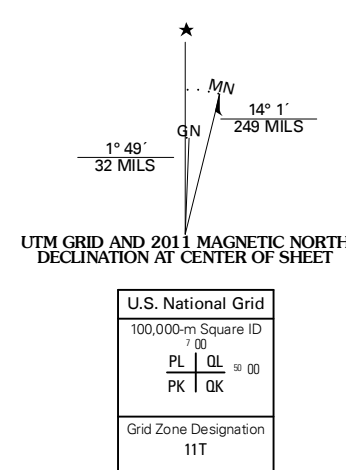 ★
MN
GN
14° 1´
249 MILS
1° 49´
32 MILS
UTM GRID AND 2011 MAGNETIC NORTH
DECLINATION AT CENTER OF SHEET
U.S. National Grid
100,000-m Square ID
7 00
PL QL 50 00
PK QK
Grid Zone Designation
11T